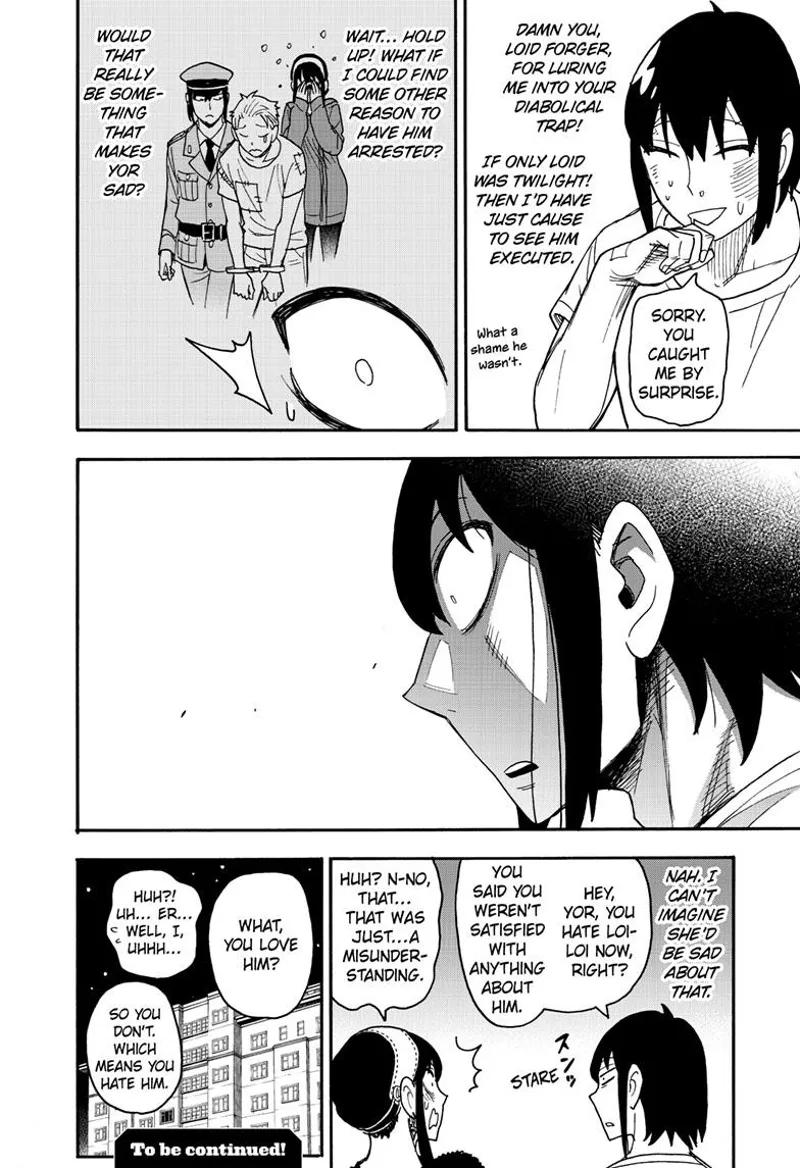 DAMN YOU,
LOID FORGER,
FOR LURING
ME INTO YOUR
DIABOLICAL
TRAP!
IF ONLY LOID
WAS TWILIGHT!
THEN I'D HAVE
JUST CAUSE
TO SEE HIM
EXECUTED.
What a
shame he
wasn't.
SORRY.
YOU
CAUGHT
ME BY
SURPRISE.
WAIT... HOLD
UP! WHAT IF
I COULD FIND
SOME OTHER
REASON TO
HAVE HIM
ARRESTED?
WOULD
THAT
REALLY
BE SOME-
THING
THAT
MAKES
YOR
SAD?
NAH. I
CAN'T
IMAGINE
SHE'D
BE SAD
ABOUT
THAT.
HEY,
YOR, YOU
HATE LOI-
LOI NOW,
RIGHT?
YOU
SAID YOU
WEREN'T
SATISFIED
WITH
ANYTHING
ABOUT
HIM.
HUH? N-NO,
THAT...
THAT WAS
JUST...A
MISUNDER-
STANDING.
スンッ
STARE
WHAT,
YOU LOVE
HIM?
HUH?!
UH... ER...
WELL, I,
UHHH...
SO YOU
DON'T.
WHICH
MEANS YOU
HATE HIM.
To be continued!